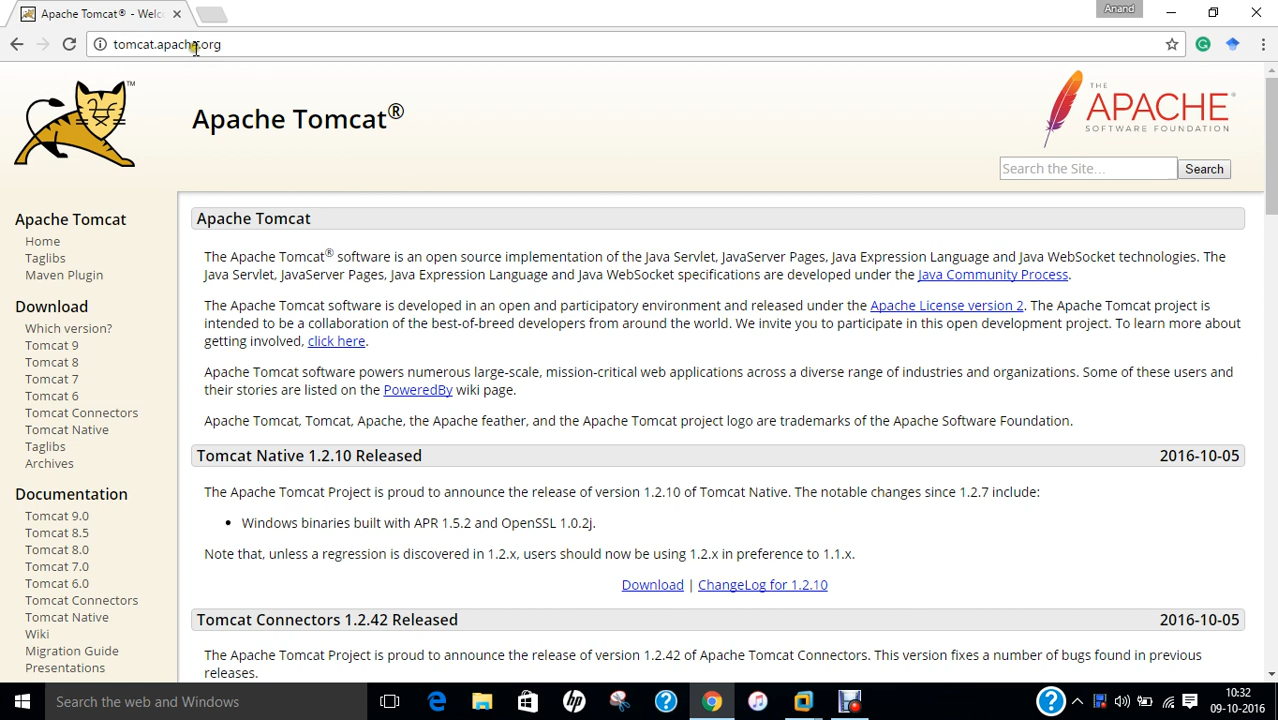 Apache Tomcat® - Welc
Anand
tomcat.apache.org
TM
Apache Tomcat®
THE
APACHE
SOFTWARE FOUNDATION
Search the Site...
Search
Apache Tomcat
Home
Taglibs
Maven Plugin
Download
Which version?
Tomcat 9
Tomcat 8
Tomcat 7
Tomcat 6
Tomcat Connectors
Tomcat Native
Taglibs
Archives
Documentation
Tomcat 9.0
Tomcat 8.5
Tomcat 8.0
Tomcat 7.0
Tomcat 6.0
Tomcat Connectors
Tomcat Native
Wiki
Migration Guide
Presentations
Apache Tomcat
The Apache Tomcat® software is an open source implementation of the Java Servlet, JavaServer Pages, Java Expression Language and Java WebSocket technologies. The
Java Servlet, JavaServer Pages, Java Expression Language and Java WebSocket specifications are developed under the Java Community Process.
The Apache Tomcat software is developed in an open and participatory environment and released under the Apache License version 2. The Apache Tomcat project is
intended to be a collaboration of the best-of-breed developers from around the world. We invite you to participate in this open development project. To learn more about
getting involved, click here.
Apache Tomcat software powers numerous large-scale, mission-critical web applications across a diverse range of industries and organizations. Some of these users and
their stories are listed on the PoweredBy wiki page.
Apache Tomcat, Tomcat, Apache, the Apache feather, and the Apache Tomcat project logo are trademarks of the Apache Software Foundation.
Tomcat Native 1.2.10 Released 2016-10-05
The Apache Tomcat Project is proud to announce the release of version 1.2.10 of Tomcat Native. The notable changes since 1.2.7 include:
• Windows binaries built with APR 1.5.2 and OpenSSL 1.0.2j.
Note that, unless a regression is discovered in 1.2.x, users should now be using 1.2.x in preference to 1.1.x.
Download | ChangeLog for 1.2.10
Tomcat Connectors 1.2.42 Released 2016-10-05
The Apache Tomcat Project is proud to announce the release of version 1.2.42 of Apache Tomcat Connectors. This version fixes a number of bugs found in previous
releases.
Search the web and Windows
10:32
09-10-2016